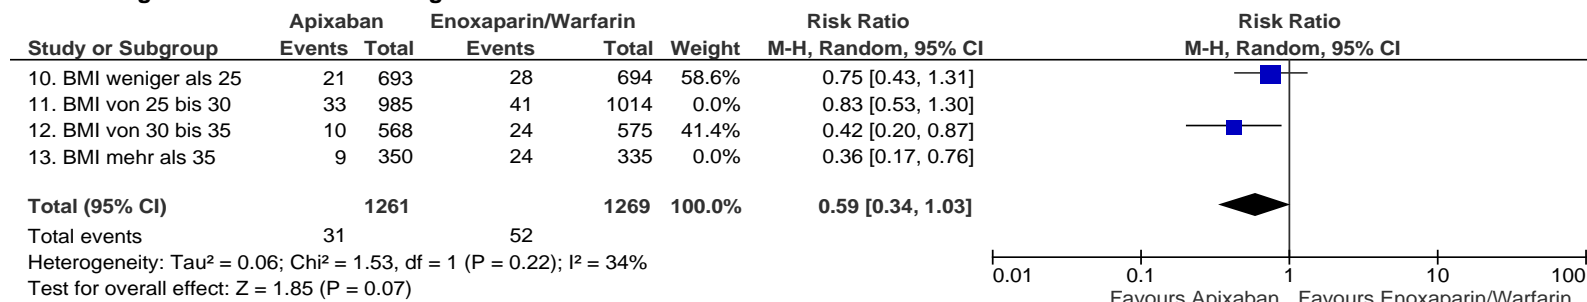 Apixaban Enoxaparin/Warfarin Risk Ratio Risk Ratio
Study or Subgroup Events Total Events Total Weight M-H, Random, 95% CI M-H, Random, 95% CI
10. BMI weniger als 25 21 693 28 694 58.6% 0.75 [0.43, 1.31]
11. BMI von 25 bis 30 33 985 41 1014 0.0% 0.83 [0.53, 1.30]
12. BMI von 30 bis 35 10 568 24 575 41.4% 0.42 [0.20, 0.87]
13. BMI mehr als 35 9 350 24 335 0.0% 0.36 [0.17, 0.76]
Total (95% CI) 1261 1269 100.0% 0.59 [0.34, 1.03]
Total events 31 52
Heterogeneity: Tau² = 0.06; Chi² = 1.53, df = 1 (P = 0.22); I² = 34%
Test for overall effect: Z = 1.85 (P = 0.07)
0.01 0.1 1 10 100
Favours Apixaban Favours Enoxaparin/Warfarin